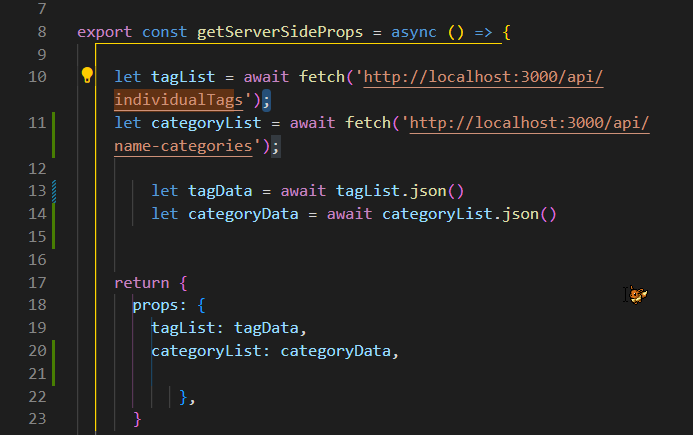 7
8 export const getServerSideProps = async () => {
9
10 let tagList = await fetch('http://localhost:3000/api/
individualTags');
11 let categoryList = await fetch('http://localhost:3000/api/
name-categories');
12
13 let tagData = await tagList.json()
14 let categoryData = await categoryList.json()
15
16
17 return {
18 props: {
19 tagList: tagData,
20 categoryList: categoryData,
21
22 },
23 }